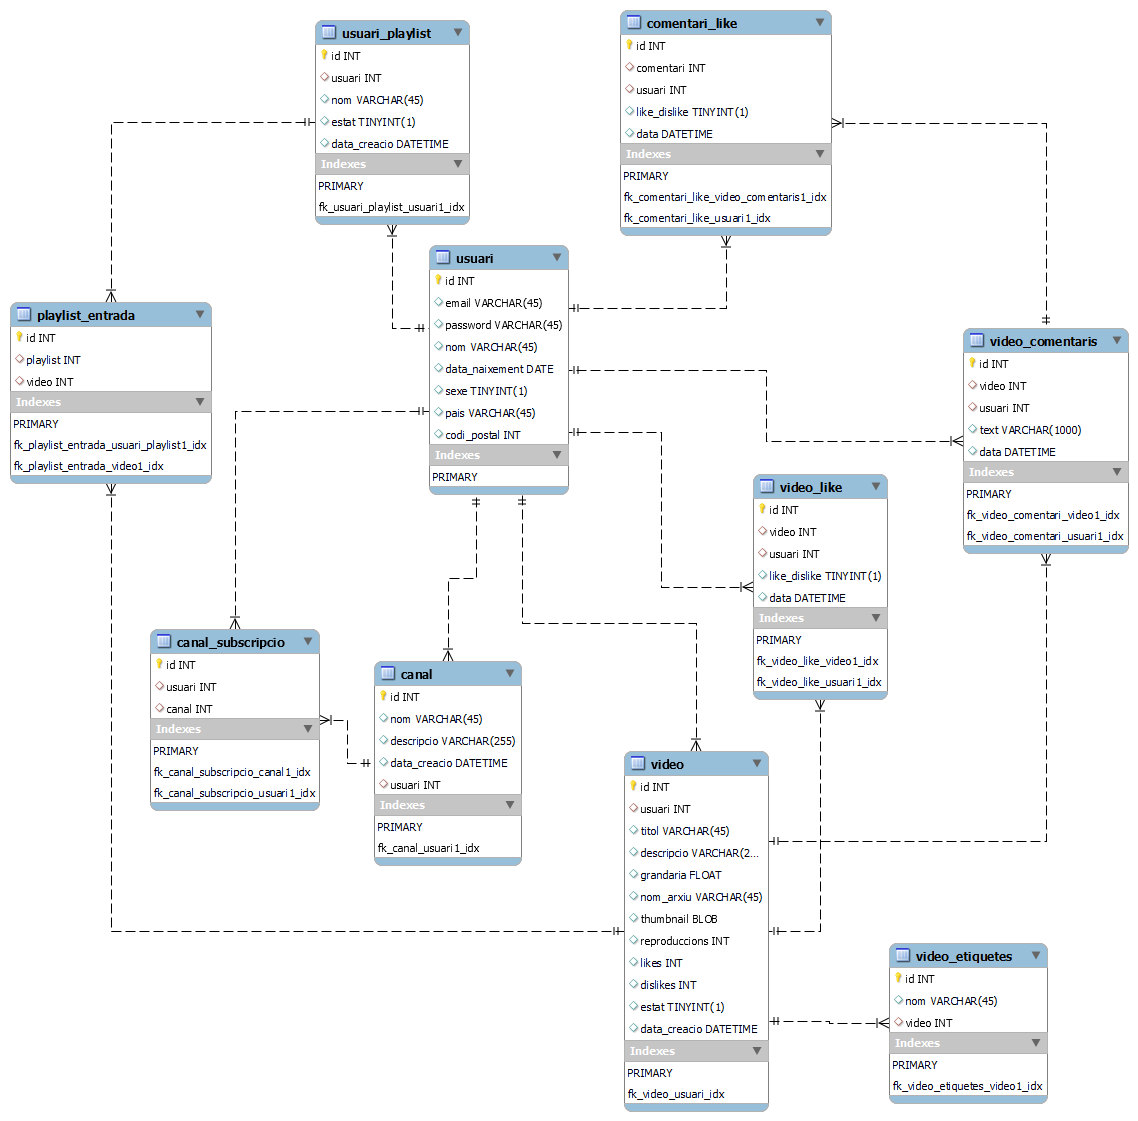 usuari_playlist
id INT
usuari INT
nom VARCHAR(45)
estat TINYINT(1)
data_creacio DATETIME
Indexes
PRIMARY
fk_usuari_playlist_usuari1_idx
comentari_like
id INT
comentari INT
usuari INT
like_dislike TINYINT(1)
data DATETIME
Indexes
PRIMARY
fk_comentari_like_video_comentaris1_idx
fk_comentari_like_usuari1_idx
usuari
id INT
email VARCHAR(45)
password VARCHAR(45)
nom VARCHAR(45)
data_naixement DATE
sexe TINYINT(1)
pais VARCHAR(45)
codi_postal INT
Indexes
PRIMARY
playlist_entrada
id INT
playlist INT
video INT
Indexes
PRIMARY
fk_playlist_entrada_usuari_playlist1_idx
fk_playlist_entrada_video1_idx
video_comentaris
id INT
video INT
usuari INT
text VARCHAR(1000)
data DATETIME
Indexes
PRIMARY
fk_video_comentari_video1_idx
fk_video_comentari_usuari1_idx
video_like
id INT
video INT
usuari INT
like_dislike TINYINT(1)
data DATETIME
Indexes
PRIMARY
fk_video_like_video1_idx
fk_video_like_usuari1_idx
canal_subscripcio
id INT
usuari INT
canal INT
Indexes
PRIMARY
fk_canal_subscripcio_canal1_idx
fk_canal_subscripcio_usuari1_idx
canal
id INT
nom VARCHAR(45)
descripcio VARCHAR(255)
data_creacio DATETIME
usuari INT
Indexes
PRIMARY
fk_canal_usuari1_idx
video
id INT
usuari INT
titol VARCHAR(45)
descripcio VARCHAR(2...
grandaria FLOAT
nom_arxiu VARCHAR(45)
thumbnail BLOB
reproduccions INT
likes INT
dislikes INT
estat TINYINT(1)
data_creacio DATETIME
Indexes
PRIMARY
fk_video_usuari_idx
video_etiquetes
id INT
nom VARCHAR(45)
video INT
Indexes
PRIMARY
fk_video_etiquetes_video1_idx